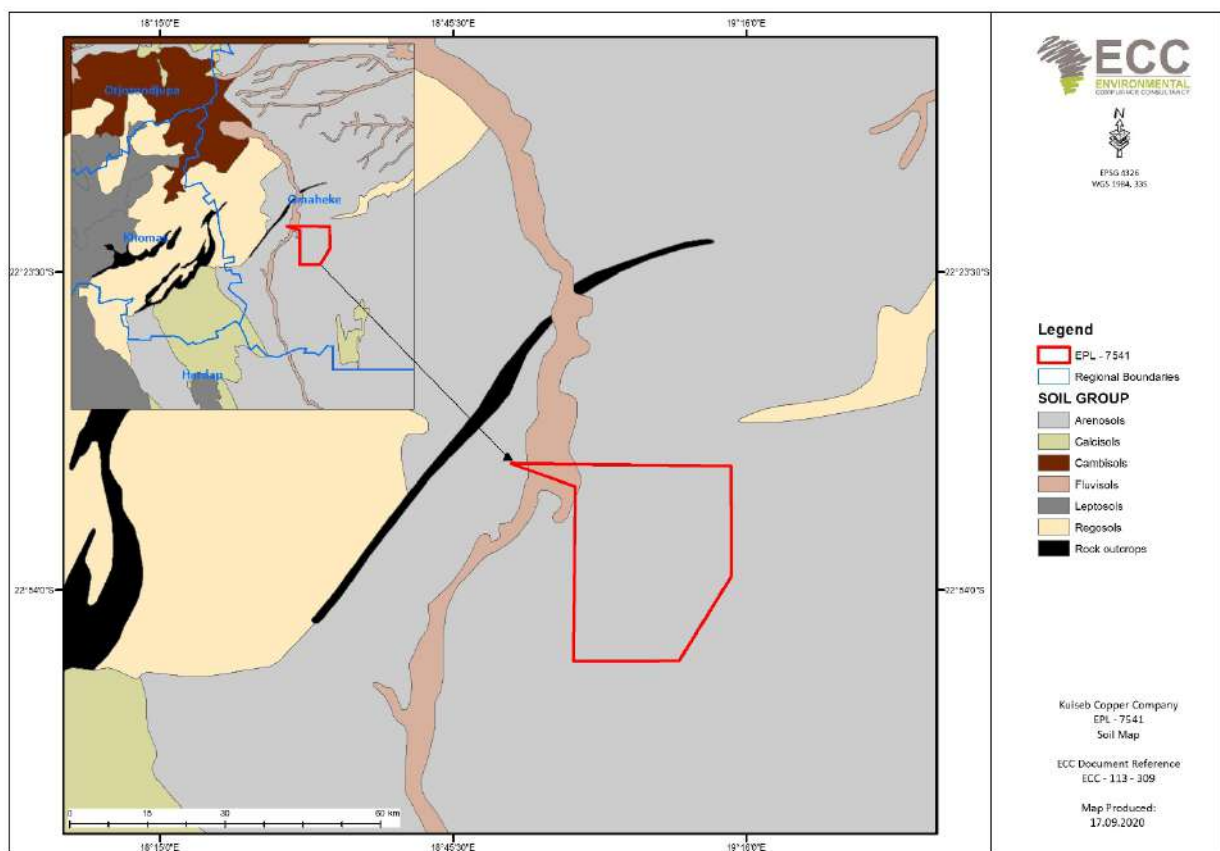 18°15'0"E
18°45'30"E
19°16'0"E
22°23'30"S
22°23'30"S
22°54'0"S
22°54'0"S
18°15'0"E
18°45'30"E
19°16'0"E
Otjozondjupa
Omaheke
Khomas
Hardap
0 15 30 60 km
ECC
ENVIRONMENTAL
COMPLIANCE CONSULTANCY
N
EPSG 4326
WGS 1984, 33S
Legend
EPL - 7541
Regional Boundaries
SOIL GROUP
Arenosols
Calcisols
Cambisols
Fluvisols
Leptosols
Regosols
Rock outcrops
Kuiseb Copper Company
EPL - 7541
Soil Map
ECC Document Reference
ECC - 113 - 309
Map Produced:
17.09.2020